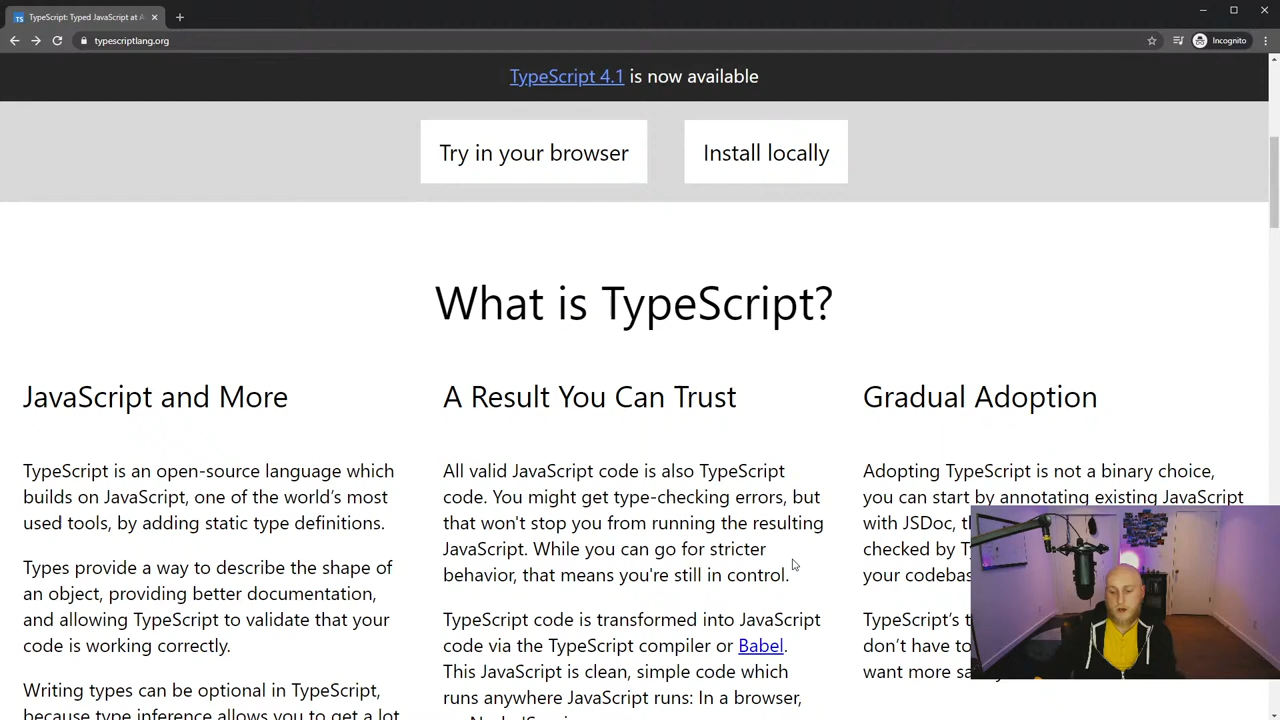 TypeScript: Typed JavaScript at A
typescriptlang.org
Incognito
TypeScript 4.1 is now available
Try in your browser
Install locally
What is TypeScript?
JavaScript and More
TypeScript is an open-source language which
builds on JavaScript, one of the world's most
used tools, by adding static type definitions.
Types provide a way to describe the shape of
an object, providing better documentation,
and allowing TypeScript to validate that your
code is working correctly.
Writing types can be optional in TypeScript,
because type inference allows you to get a lot
A Result You Can Trust
All valid JavaScript code is also TypeScript
code. You might get type-checking errors, but
that won't stop you from running the resulting
JavaScript. While you can go for stricter
behavior, that means you're still in control.
TypeScript code is transformed into JavaScript
code via the TypeScript compiler or Babel.
This JavaScript is clean, simple code which
runs anywhere JavaScript runs: In a browser,
Gradual Adoption
Adopting TypeScript is not a binary choice,
you can start by annotating existing JavaScript
with JSDoc,
checked by
your
TypeScript's
don't have to
want more